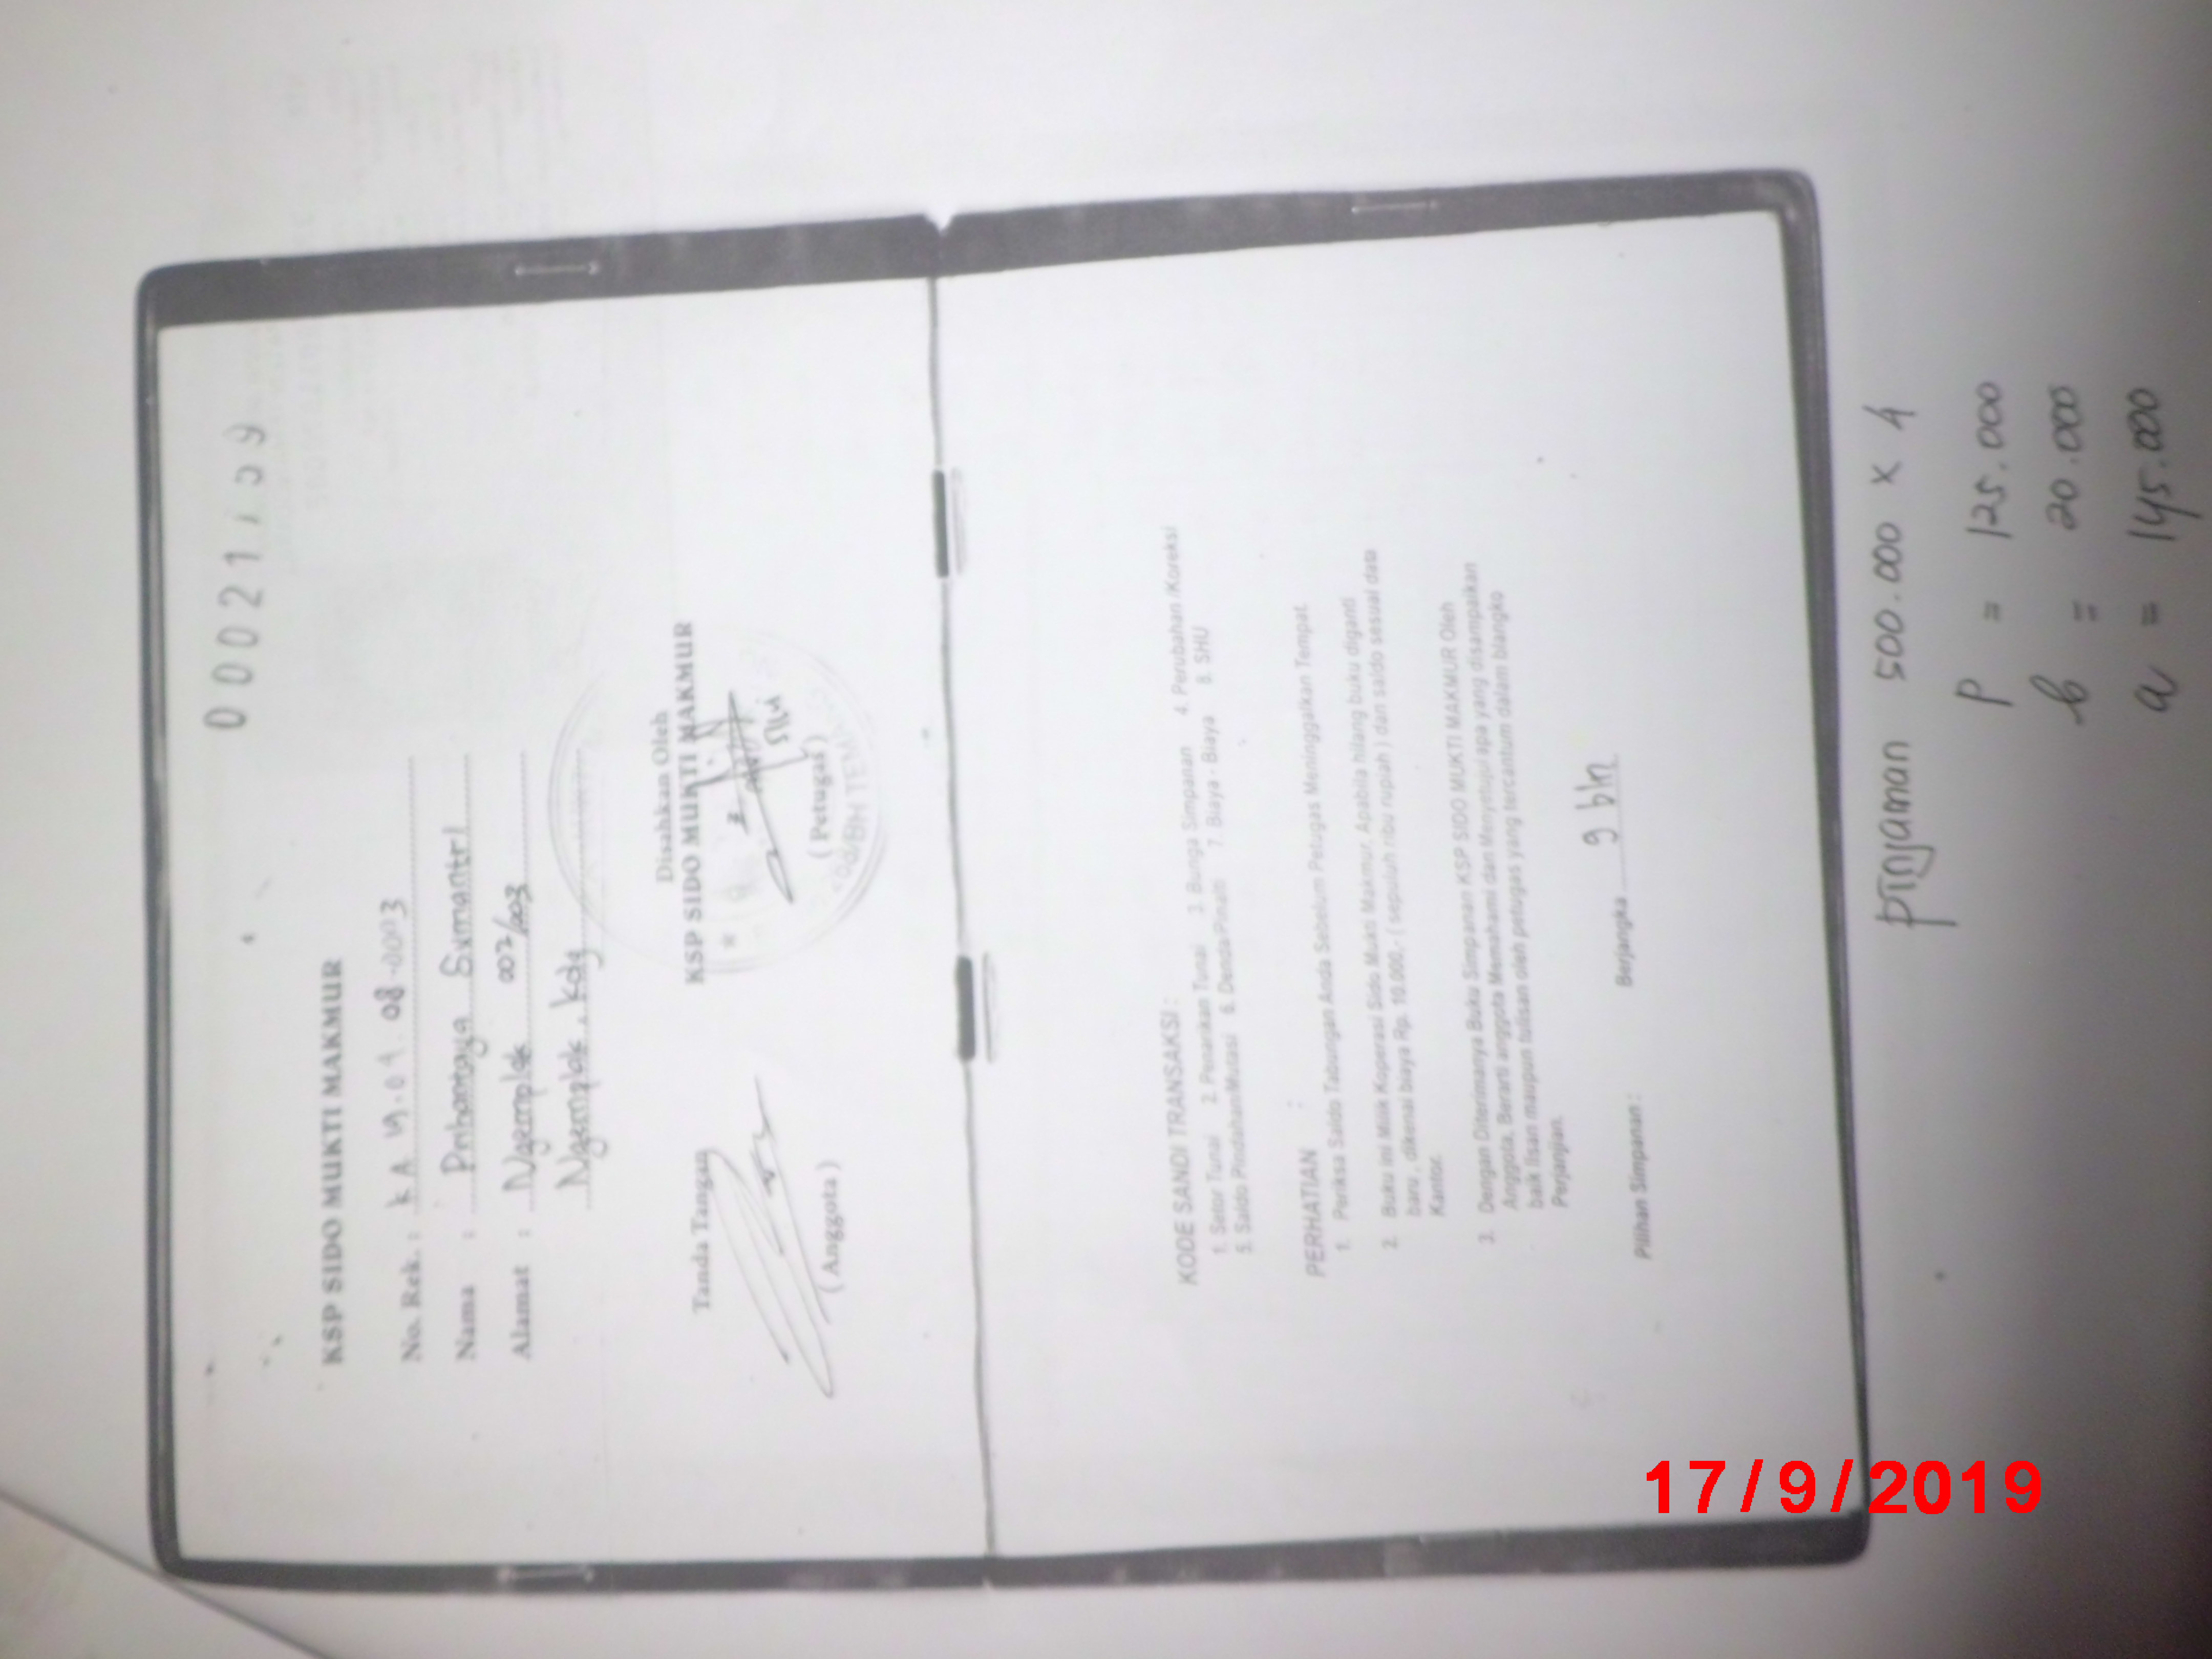 000217
KSP SIDO MUKTI MAKMUR
No. Rek. : KA 19.09.08.0003
Nama : Sumantri
Alamat : Ngemplak 002/003
Ngemplak, Kdy
Tanda Tangan
(Anggota)
Disahkan Oleh
KSP SIDO MUKTI MAKMUR
(Petugas)
KODE SANDI TRANSAKSI :
1. Setor Tunai 2. Penarikan Tunai 3. Bunga Simpanan 4. Perubahan /Koreksi
5. Saldo Pindahan/Mutasi 6. Denda/Pinalti 7. Biaya - Biaya 8. SHU
PERHATIAN :
1. Periksa Saldo Tabungan Anda Sebelum Petugas Meninggalkan Tempat.
2. Buku ini Milik Koperasi Sido Mukti Makmur, Apabila hilang buku diganti
baru , dikenai biaya Rp. 10.000,- ( sepuluh ribu rupiah ) dan saldo sesuai data
Kantor.
3. Dengan Diterimanya Buku Simpanan KSP SIDO MUKTI MAKMUR Oleh
Anggota, Berarti anggota Memahami dan Menyetujui apa yang disampaikan
baik lisan maupun tulisan oleh petugas yang tercantum dalam blangko
Perjanjian.
Pilihan Sinpanan : Berjangka 9 bln
pinjaman 500.000 x 4
P = 125.000
b = 20.000
a = 145.000
17/9/2019